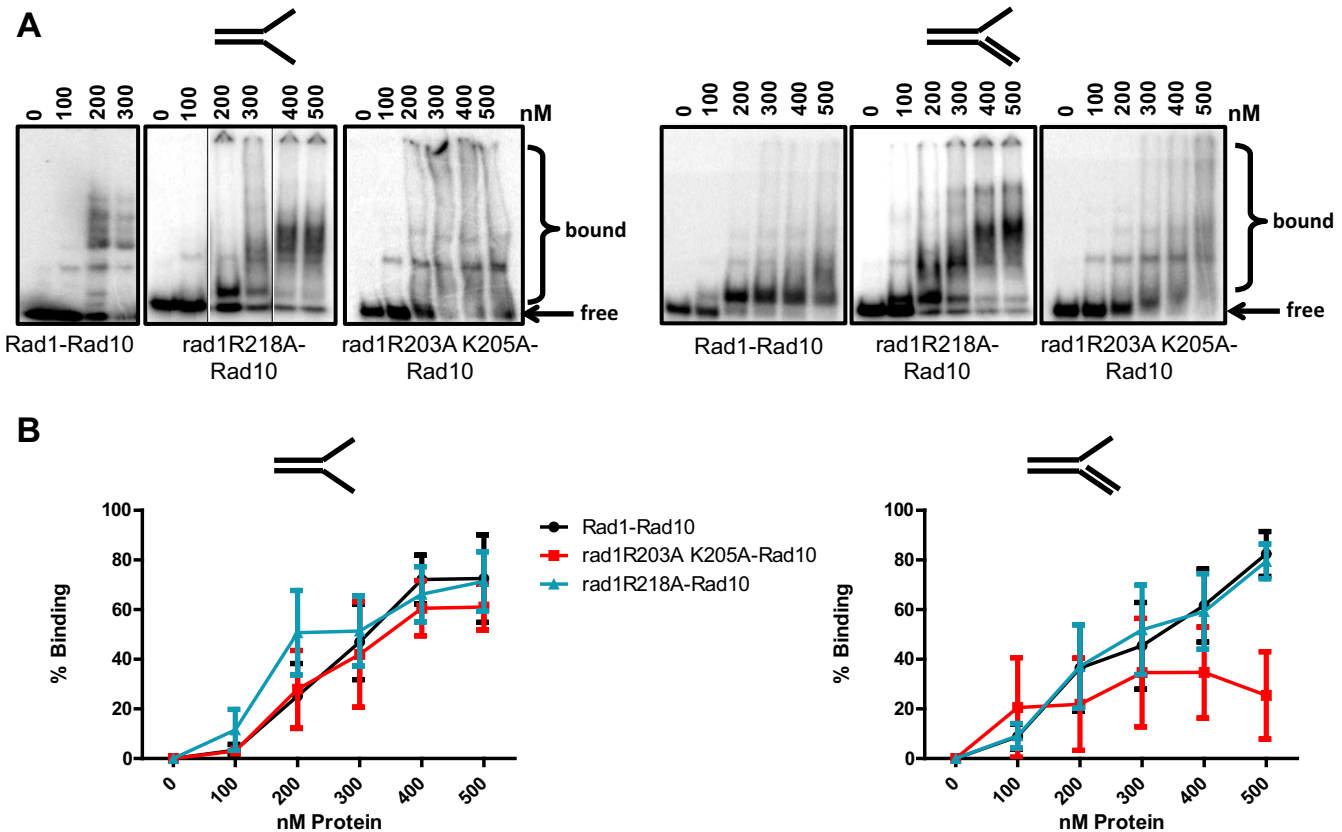 A
0 100 200 300 0 100 200 300 400 500 0 100 200 300 400 500 nM
0 100 200 300 400 500 0 100 200 300 400 500 0 100 200 300 400 500 nM
bound
free
bound
free
Rad1-Rad10
rad1R218A-
Rad10
rad1R203A K205A-
Rad10
Rad1-Rad10
rad1R218A-
Rad10
rad1R203A K205A-
Rad10
B
% Binding
100
80
60
40
20
0
0 100 200 300 400 500
nM Protein
Rad1-Rad10
rad1R203A K205A-Rad10
rad1R218A-Rad10
% Binding
100
80
60
40
20
0
0 100 200 300 400 500
nM Protein